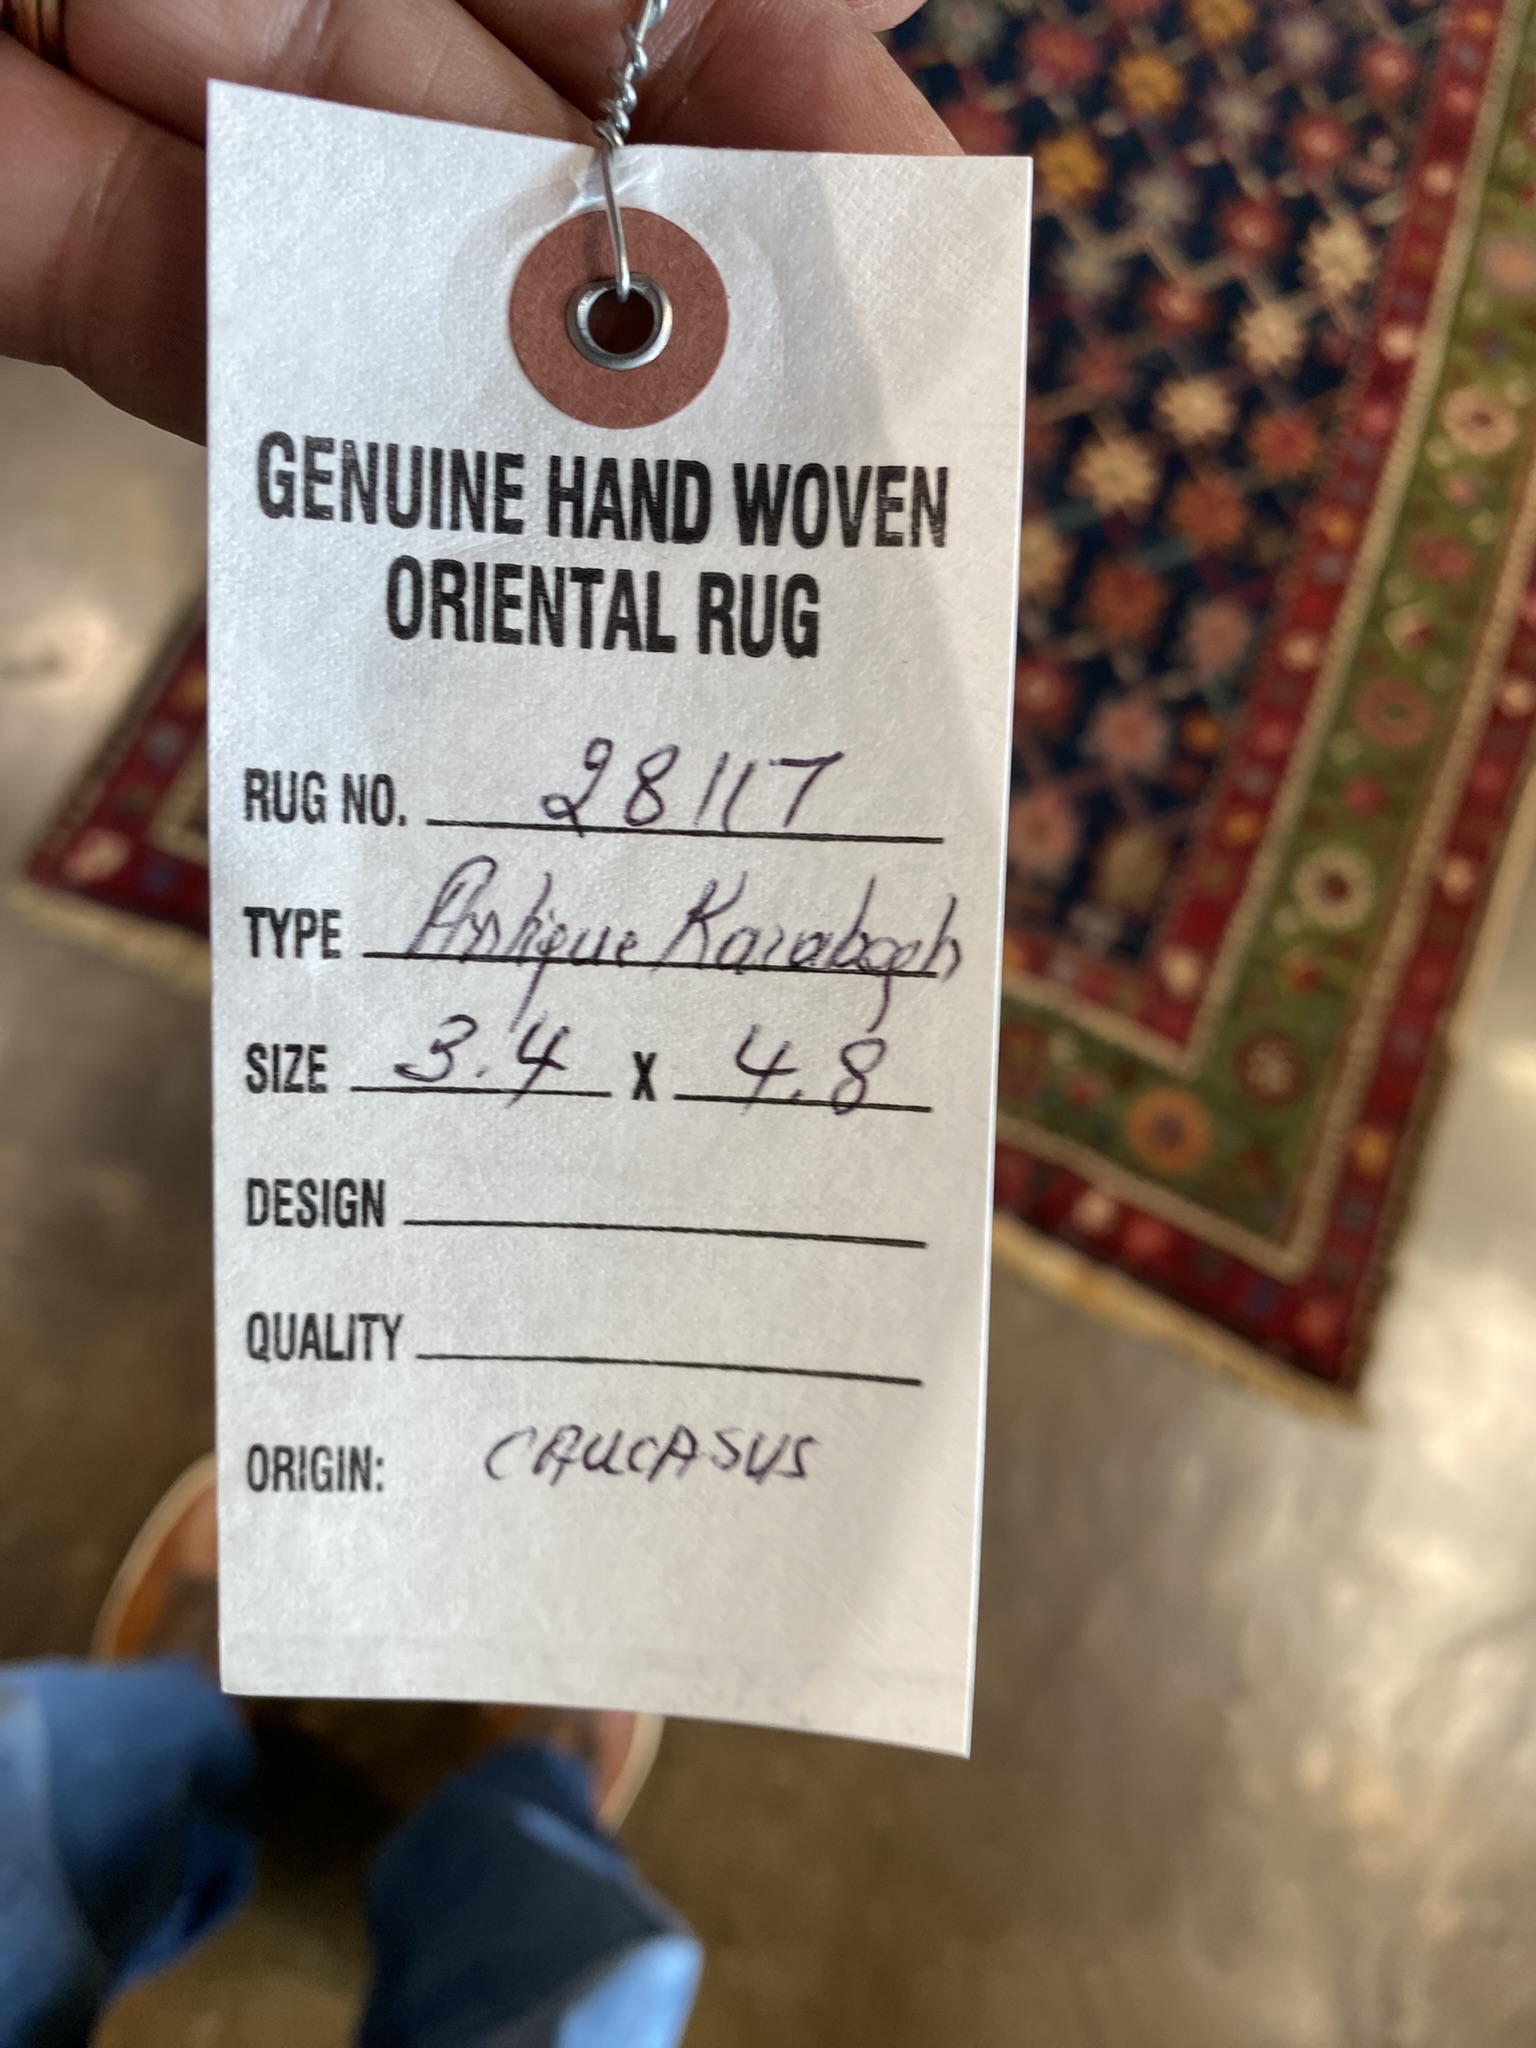 GENUINE HAND WOVEN
ORIENTAL RUG
RUG NO. 28117
TYPE Antique Karabagh
SIZE 3.4 x 4.8
DESIGN
QUALITY
ORIGIN: CAUCASUS